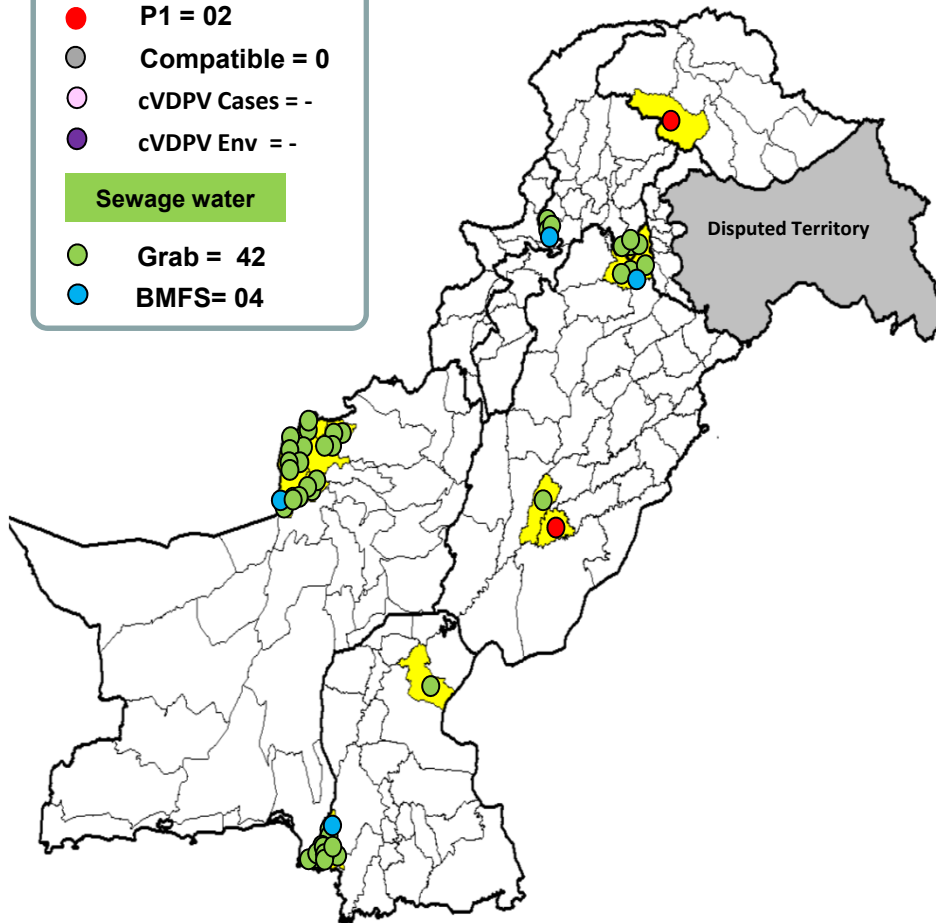 P1 = 02
Compatible = 0
cVDPV Cases = -
cVDPV Env = -
Sewage water
Grab = 42
BMFS= 04
Disputed Territory